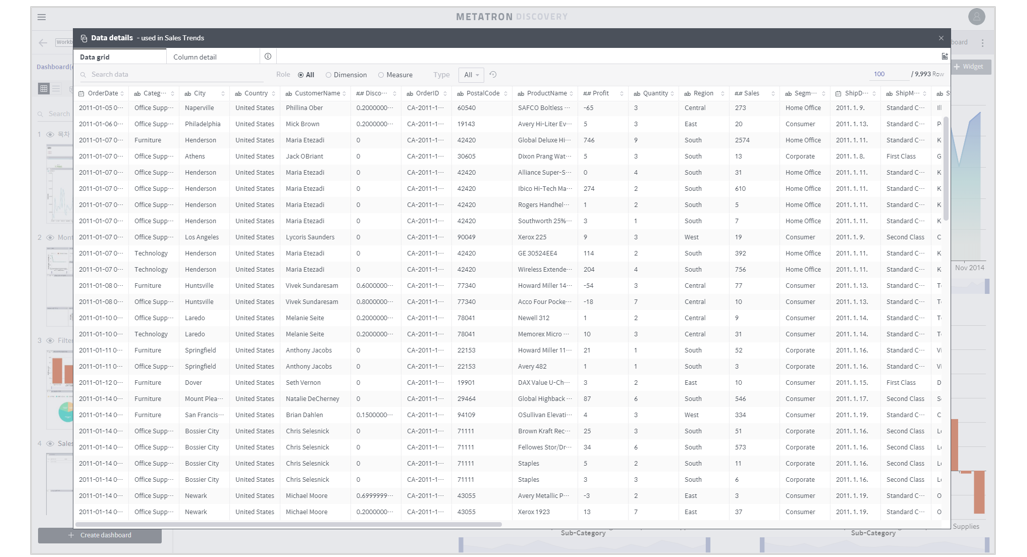 METATRON DISCOVERY
Data details - used in Sales Trends
Data grid Column detail
Search data Role All Dimension Measure Type All 100 / 9,993 Row
OrderDate Categ··· City Country CustomerName Disco··· OrderID PostalCode ProductName Profit Quantity Region Sales Segm··· ShipD··· ShipM···
2011-01-05 0··· Office Supp··· Naperville United States Phillina Ober 0.2000000··· CA-2011-1··· 60540 SAFCO Boltless ··· -65 3 Central 273 Home Office 2011. 1. 9. Standard C···
2011-01-06 0··· Office Supp··· Philadelphia United States Mick Brown 0.2000000··· CA-2011-1··· 19143 Avery Hi-Liter Ev··· 5 3 East 20 Consumer 2011. 1. 13. Standard C···
2011-01-07 0··· Furniture Henderson United States Maria Etezadi 0 CA-2011-1··· 42420 Global Deluxe Hi··· 746 9 South 2574 Home Office 2011. 1. 11. Standard C···
2011-01-07 0··· Office Supp··· Athens United States Jack OBriant 0 CA-2011-1··· 30605 Dixon Prang Wat··· 5 3 South 13 Corporate 2011. 1. 8. First Class
2011-01-07 0··· Office Supp··· Henderson United States Maria Etezadi 0 CA-2011-1··· 42420 Alliance Super-S··· 0 4 South 31 Home Office 2011. 1. 11. Standard C···
2011-01-07 0··· Office Supp··· Henderson United States Maria Etezadi 0 CA-2011-1··· 42420 Ibico Hi-Tech Ma··· 274 2 South 610 Home Office 2011. 1. 11. Standard C···
2011-01-07 0··· Office Supp··· Henderson United States Maria Etezadi 0 CA-2011-1··· 42420 Rogers Handhel··· 1 2 South 5 Home Office 2011. 1. 11. Standard C···
2011-01-07 0··· Office Supp··· Henderson United States Maria Etezadi 0 CA-2011-1··· 42420 Southworth 25%··· 3 1 South 7 Home Office 2011. 1. 11. Standard C···
2011-01-07 0··· Office Supp··· Los Angeles United States Lycoris Saunders 0 CA-2011-1··· 90049 Xerox 225 9 3 West 19 Consumer 2011. 1. 9. Second Class
2011-01-07 0··· Technology Henderson United States Maria Etezadi 0 CA-2011-1··· 42420 GE 30524EE4 114 2 South 392 Home Office 2011. 1. 11. Standard C···
2011-01-07 0··· Technology Henderson United States Maria Etezadi 0 CA-2011-1··· 42420 Wireless Extende··· 204 4 South 756 Home Office 2011. 1. 11. Standard C···
2011-01-08 0··· Furniture Huntsville United States Vivek Sundaresam 0.6000000··· CA-2011-1··· 77340 Howard Miller 14··· -54 3 Central 77 Consumer 2011. 1. 13. Standard C···
2011-01-08 0··· Office Supp··· Huntsville United States Vivek Sundaresam 0.8000000··· CA-2011-1··· 77340 Acco Four Pocke··· -18 7 Central 10 Consumer 2011. 1. 13. Standard C···
2011-01-10 0··· Office Supp··· Laredo United States Melanie Seite 0.2000000··· CA-2011-1··· 78041 Newell 312 1 2 Central 9 Consumer 2011. 1. 14. Standard C···
2011-01-10 0··· Technology Laredo United States Melanie Seite 0.2000000··· CA-2011-1··· 78041 Memorex Micro ··· 10 3 Central 31 Consumer 2011. 1. 14. Standard C···
2011-01-11 0··· Furniture Springfield United States Anthony Jacobs 0 CA-2011-1··· 22153 Howard Miller 11··· 21 1 South 52 Corporate 2011. 1. 16. Standard C···
2011-01-11 0··· Office Supp··· Springfield United States Anthony Jacobs 0 CA-2011-1··· 22153 Avery 482 1 1 South 3 Corporate 2011. 1. 16. Standard C···
2011-01-12 0··· Furniture Dover United States Seth Vernon 0 CA-2011-1··· 19901 DAX Value U-Ch··· 3 2 East 10 Consumer 2011. 1. 15. First Class
2011-01-14 0··· Furniture Mount Plea··· United States Natalie DeCherney 0 CA-2011-1··· 29464 Global Highback ··· 87 6 South 546 Consumer 2011. 1. 16. Second Class
2011-01-14 0··· Furniture San Francis··· United States Brian Dahlen 0.1500000··· CA-2011-1··· 94109 OSullivan Elevati··· 4 3 West 334 Consumer 2011. 1. 19. Standard C···
2011-01-14 0··· Office Supp··· Bossier City United States Chris Selesnick 0 CA-2011-1··· 71111 Brown Kraft Rec··· 25 3 South 51 Corporate 2011. 1. 16. Second Class
2011-01-14 0··· Office Supp··· Bossier City United States Chris Selesnick 0 CA-2011-1··· 71111 Fellowes Stor/Dr··· 34 6 South 573 Corporate 2011. 1. 16. Second Class
2011-01-14 0··· Office Supp··· Bossier City United States Chris Selesnick 0 CA-2011-1··· 71111 Staples 5 2 South 11 Corporate 2011. 1. 16. Second Class
2011-01-14 0··· Office Supp··· Bossier City United States Chris Selesnick 0 CA-2011-1··· 71111 Staples 3 3 South 6 Corporate 2011. 1. 16. Second Class
2011-01-14 0··· Office Supp··· Newark United States Michael Moore 0.6999999··· CA-2011-1··· 43055 Avery Metallic P··· -3 2 East 3 Consumer 2011. 1. 19. Standard C···
2011-01-14 0··· Office Supp··· Newark United States Michael Moore 0.2000000··· CA-2011-1··· 43055 Xerox 1923 13 7 East 37 Consumer 2011. 1. 19. Standard C···
+ Widget
Nov 2014
Supplies
+ Create dashboard
Sub-Category Sub-Category